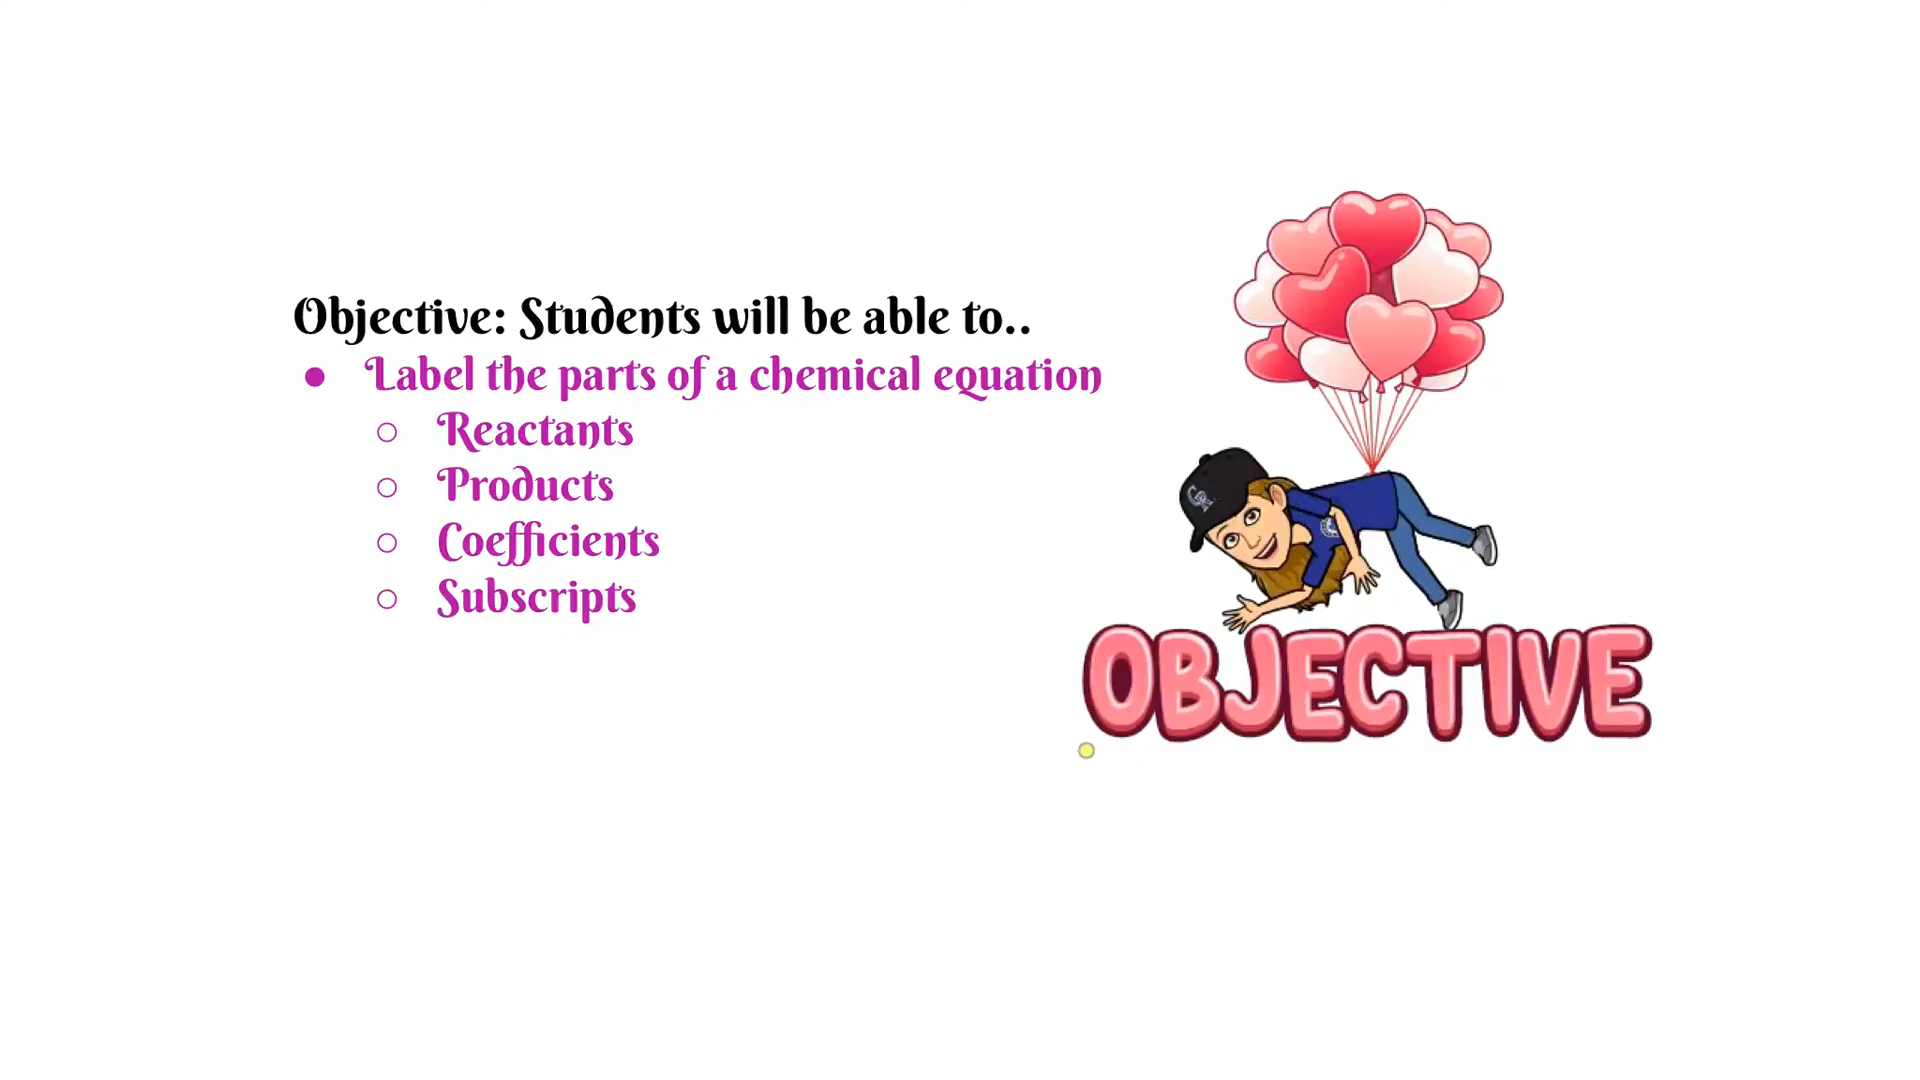 Objective: Students will be able to..
● Label the parts of a chemical equation
○ Reactants
○ Products
○ Coefficients
○ Subscripts
OBJECTIVE